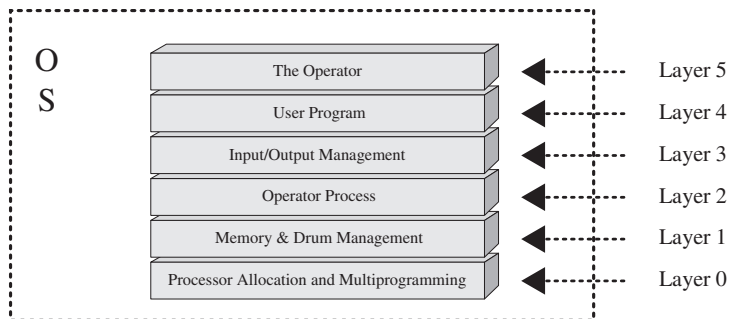 O
S
The Operator
Layer 5
User Program
Layer 4
Input/Output Management
Layer 3
Operator Process
Layer 2
Memory & Drum Management
Layer 1
Processor Allocation and Multiprogramming
Layer 0